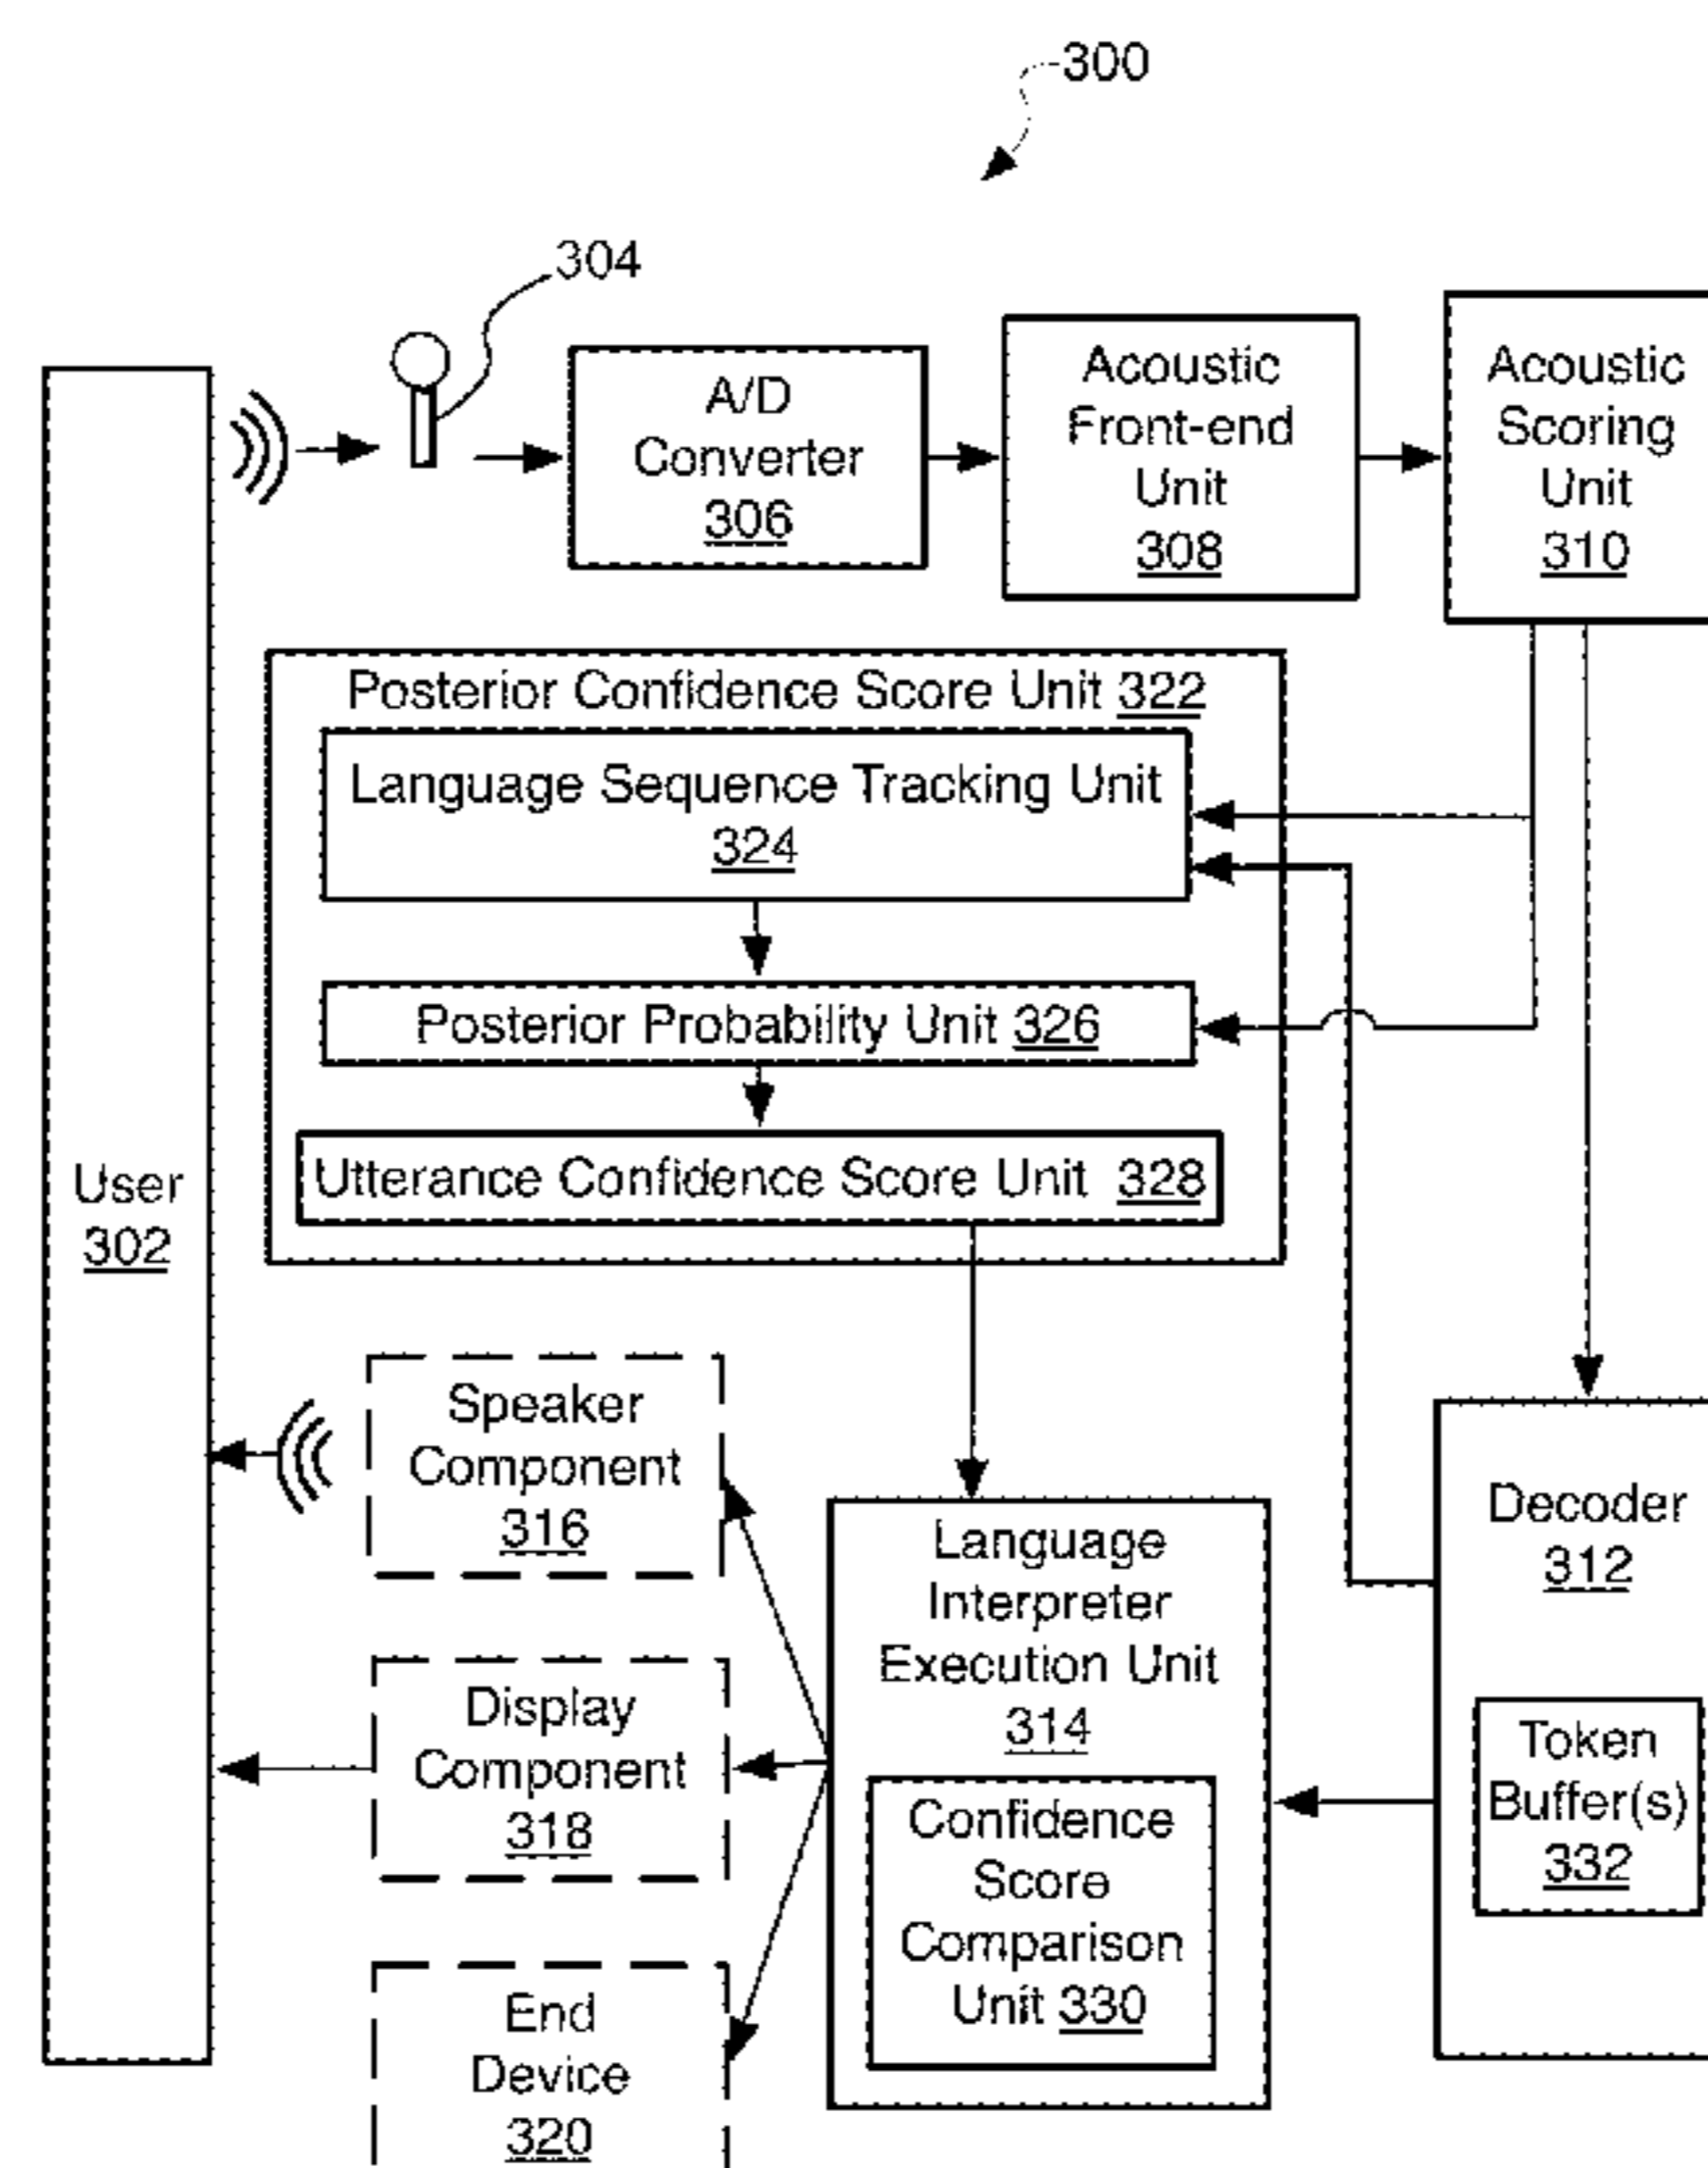 300
304
A/D
Converter
306
Acoustic
Front-end
Unit
308
Acoustic
Scoring
Unit
310
Posterior Confidence Score Unit 322
Language Sequence Tracking Unit
324
Posterior Probability Unit 326
Utterance Confidence Score Unit 328
User
302
Speaker
Component
316
Display
Component
318
End
Device
320
Language
Interpreter
Execution Unit
314
Confidence
Score
Comparison
Unit 330
Decoder
312
Token
Buffer(s)
332